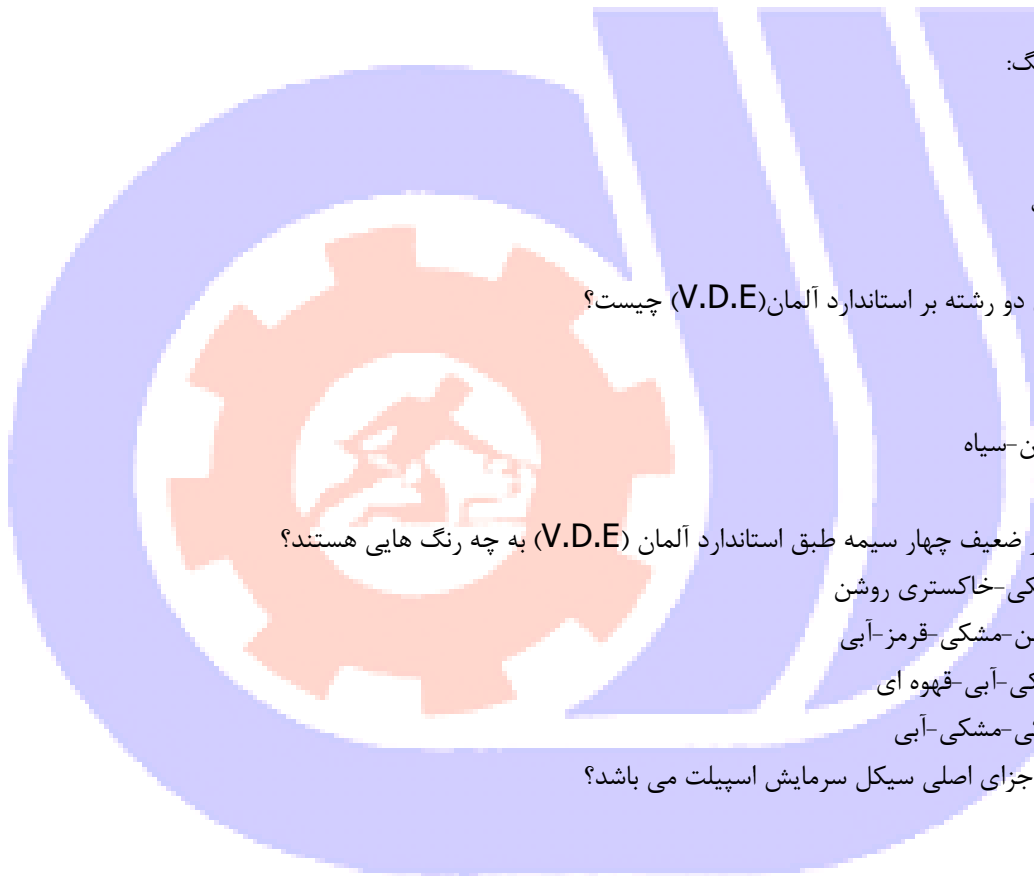 گ:
دو رشته بر استاندارد آلمان(V.D.E) چیست؟
ن-سیاه
ر ضعیف چهار سیمه طبق استاندارد آلمان (V.D.E) به چه رنگ هایی هستند؟
کی-خاکستری روشن
ن-مشکی-قرمز-آبی
کی-آبی-قهوه ای
ئی-مشکی-آبی
جزای اصلی سیکل سرمایش اسپیلت می باشد؟